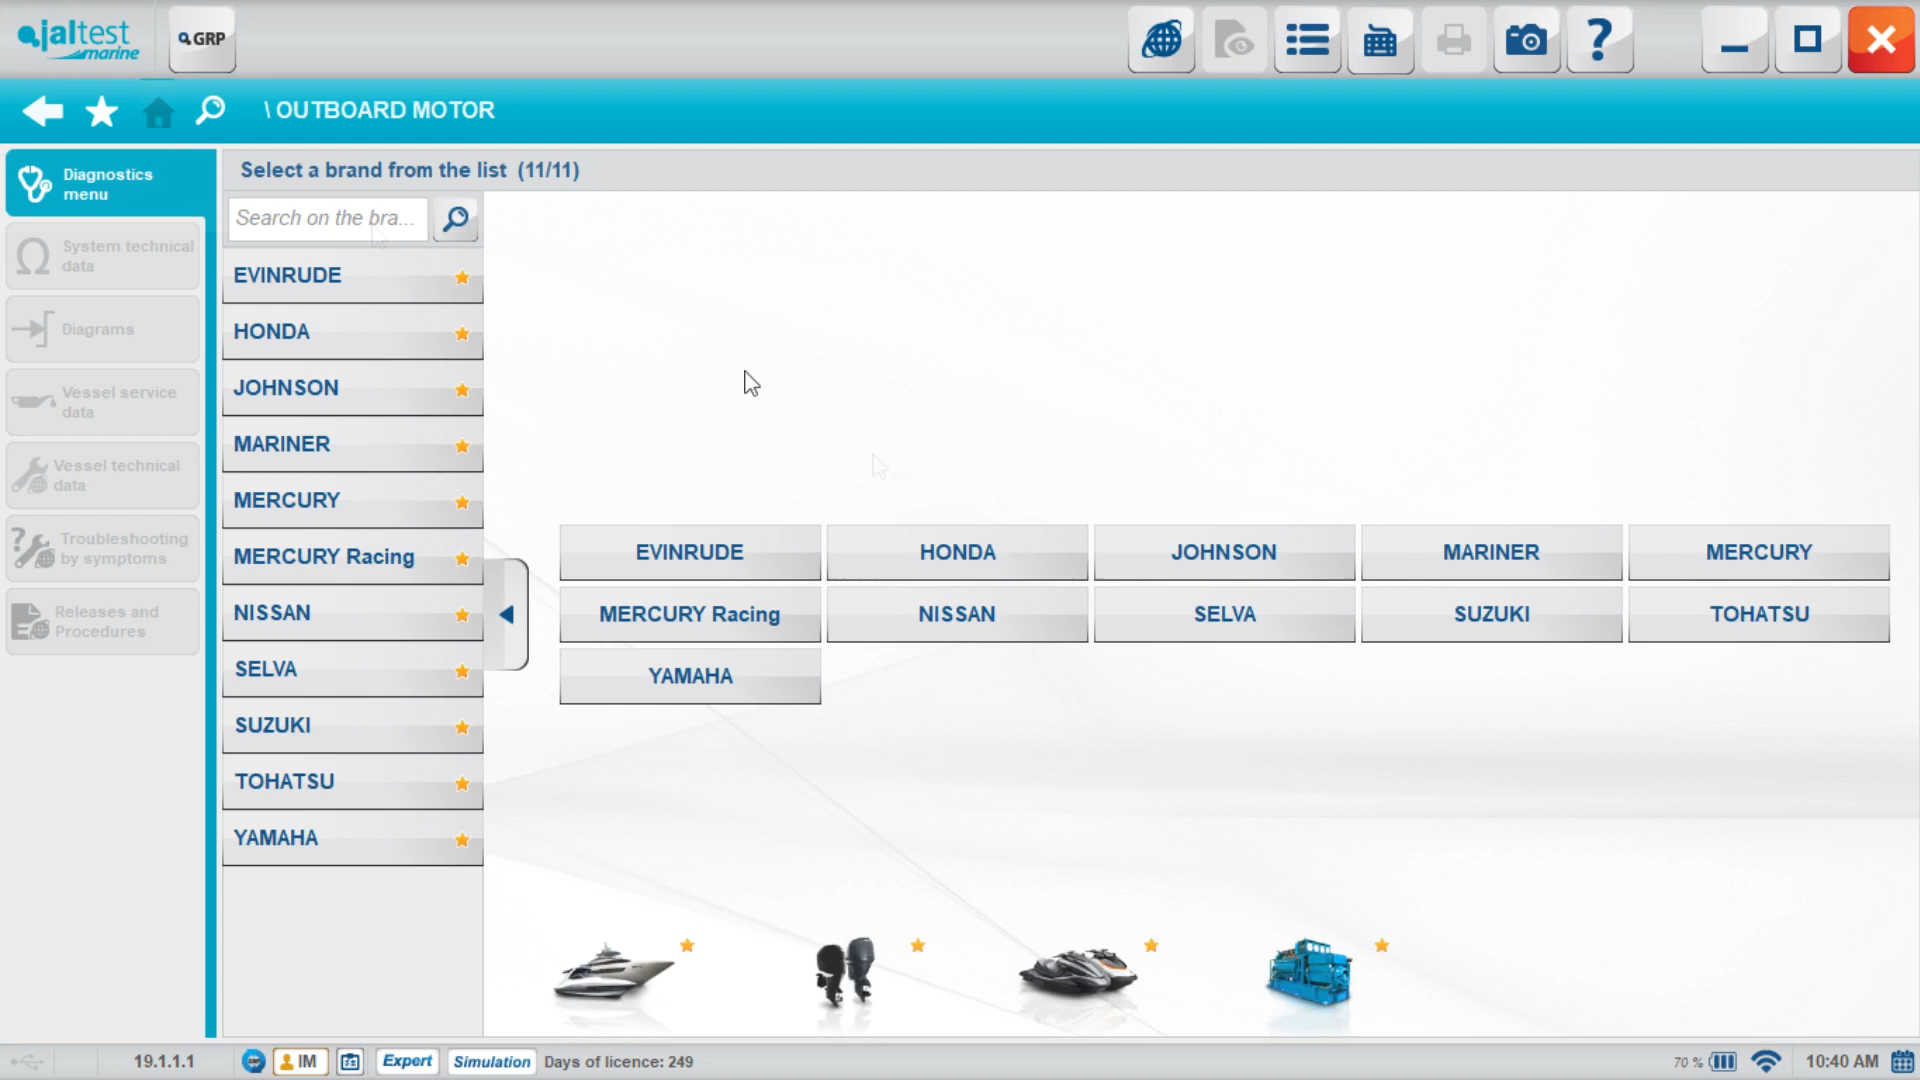 jaltest
marine
GRP
\ OUTBOARD MOTOR
Diagnostics
menu
System technical
data
Diagrams
Vessel service
data
Vessel technical
data
Troubleshooting
by symptoms
Releases and
Procedures
Select a brand from the list (11/11)
Search on the bra...
EVINRUDE
HONDA
JOHNSON
MARINER
MERCURY
MERCURY Racing
NISSAN
SELVA
SUZUKI
TOHATSU
YAMAHA
EVINRUDE HONDA JOHNSON MARINER MERCURY
MERCURY Racing NISSAN SELVA SUZUKI TOHATSU
YAMAHA
19.1.1.1 IM Expert Simulation Days of licence: 249 70 % 10:40 AM